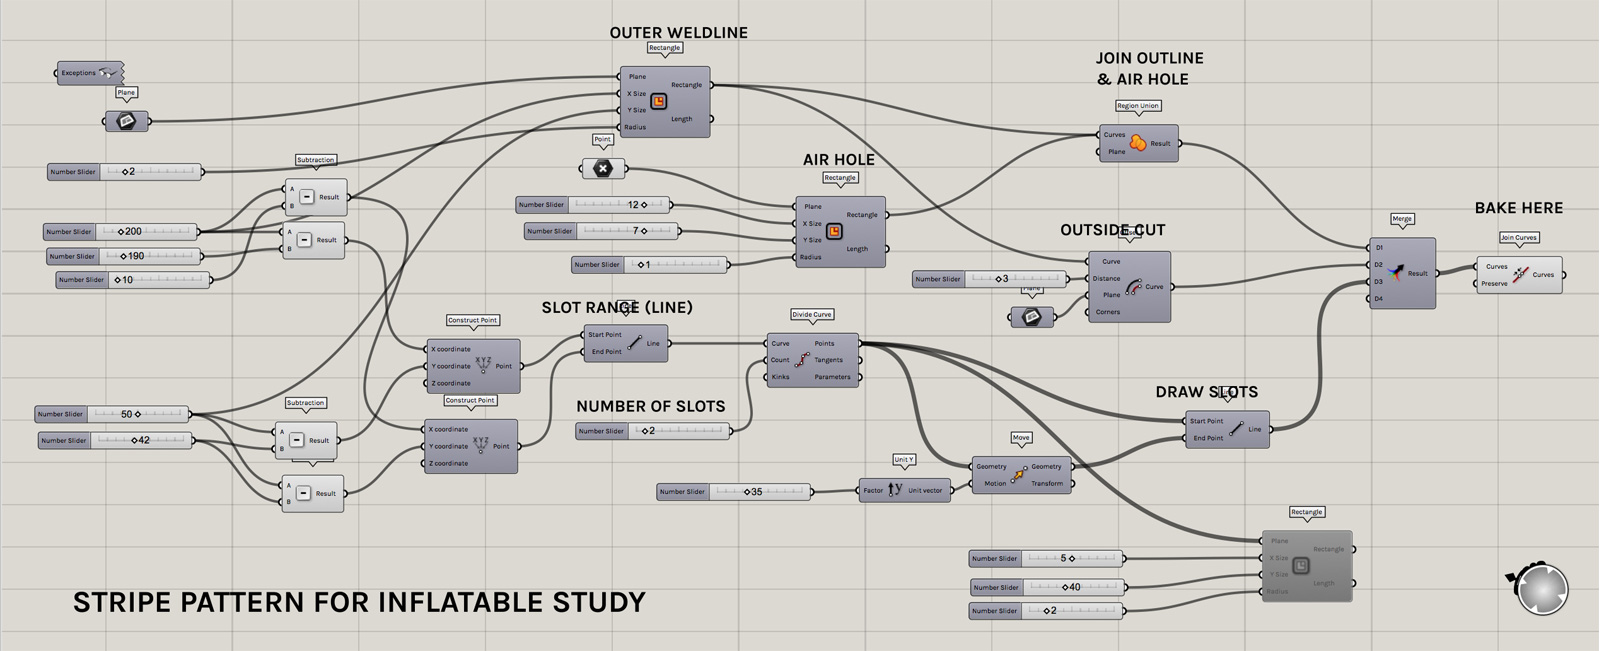 OUTER WELDLINE
Rectangle
Plane
X Size
Y Size
Radius
Rectangle
Length
Exceptions
Plane
Number Slider 2
Subtraction
A
B
Result
Number Slider 200
A
B
Result
Number Slider 190
Number Slider 10
Point
AIR HOLE
Rectangle
Plane
X Size
Y Size
Radius
Rectangle
Length
Number Slider 12
Number Slider 7
Number Slider 1
JOIN OUTLINE
& AIR HOLE
Region Union
Curves
Plane
Result
OUTSIDE CUT
Curve
Distance
Plane
Corners
Curve
Number Slider 3
Plane
Merge
D1
D2
D3
D4
Result
BAKE HERE
Join Curves
Curves
Preserve
Curves
SLOT RANGE (LINE)
Start Point
End Point
Line
Construct Point
X coordinate
Y coordinate
Z coordinate
XYZ
Point
Construct Point
X coordinate
Y coordinate
Z coordinate
XYZ
Point
Divide Curve
Curve
Count
Kinks
Points
Tangents
Parameters
NUMBER OF SLOTS
Number Slider 2
Number Slider 50
Number Slider 42
Subtraction
A
B
Result
A
B
Result
DRAW SLOTS
Start Point
End Point
Line
Move
Geometry
Motion
Geometry
Transform
Unit Y
Factor
y
Unit vector
Number Slider 35
Rectangle
Plane
X Size
Y Size
Radius
Rectangle
Length
Number Slider 5
Number Slider 40
Number Slider 2
STRIPE PATTERN FOR INFLATABLE STUDY